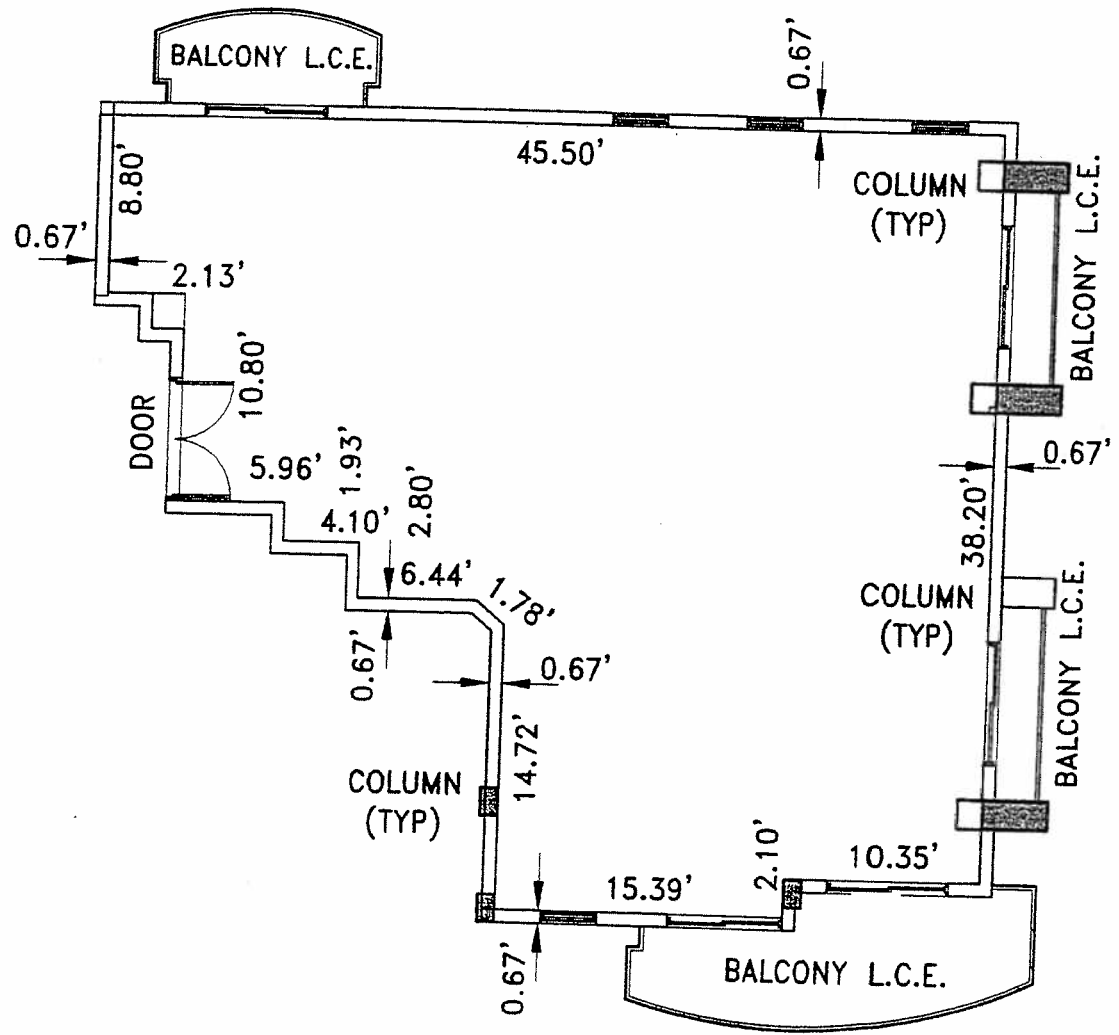 BALCONY L.C.E.
0.67'
45.50'
8.80'
COLUMN
(TYP)
BALCONY L.C.E.
0.67'
2.13'
10.80'
DOOR
5.96'
1.93'
4.10'
2.80'
0.67'
38.20'
6.44'
1.78'
0.67'
0.67'
COLUMN
(TYP)
BALCONY L.C.E.
14.72'
COLUMN
(TYP)
15.39'
2.10'
10.35'
0.67'
BALCONY L.C.E.